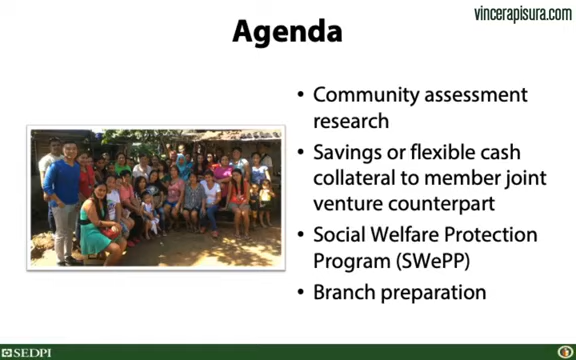 vincerapisura.com
Agenda
• Community assessment
research
• Savings or flexible cash
collateral to member joint
venture counterpart
• Social Welfare Protection
Program (SWePP)
• Branch preparation
SEDPI